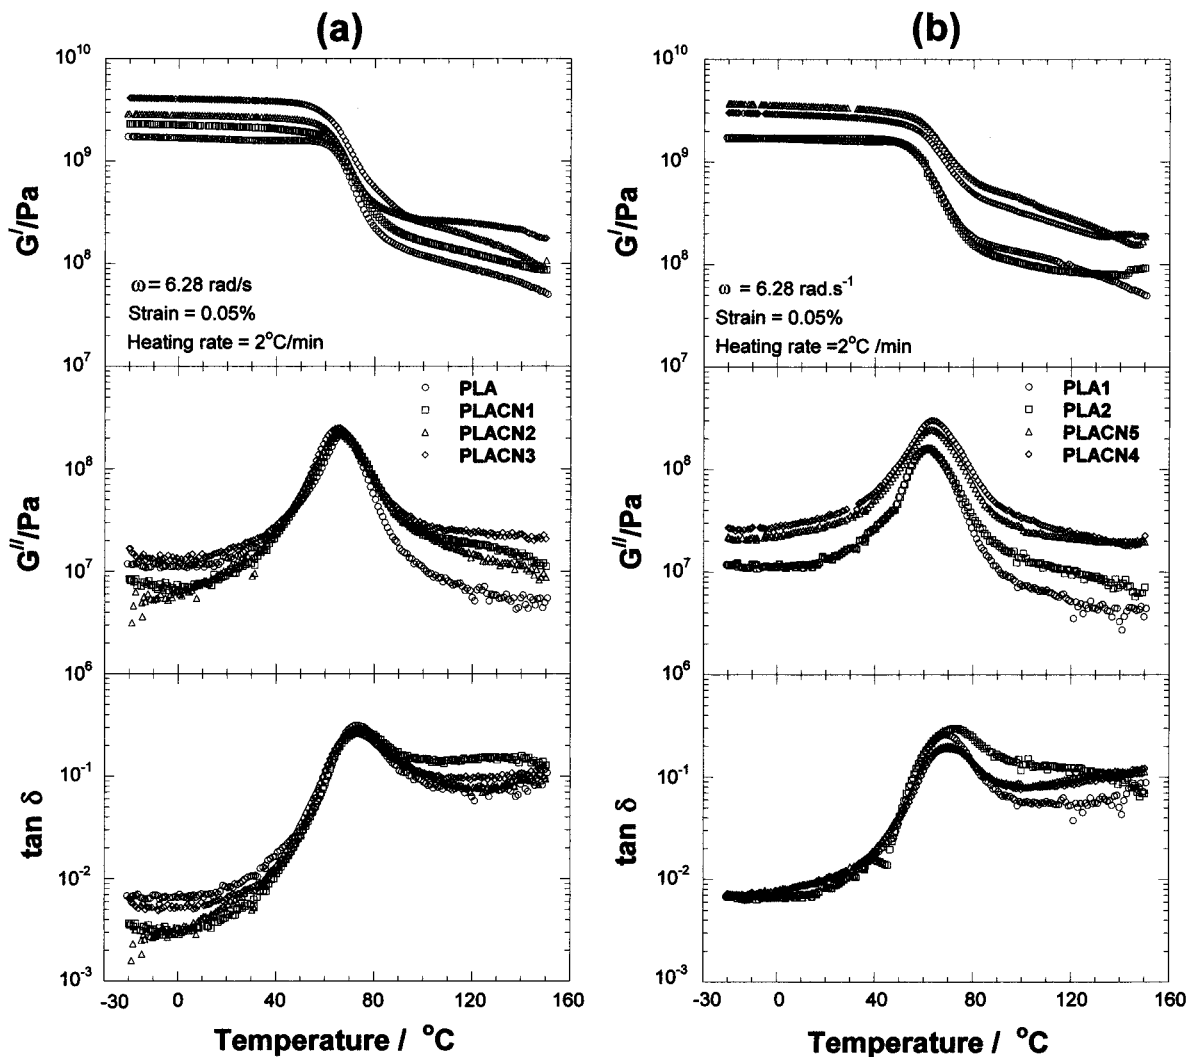 (a)
(b)
10^10
10^9
G'/Pa
10^8
ω = 6.28 rad/s
Strain = 0.05%
Heating rate = 2°C/min
10^7
PLA
PLACN1
PLACN2
PLACN3
10^8
G''/Pa
10^7
10^6
10^-1
tan δ
10^-2
10^-3
-30
0
40
80
120
160
Temperature / °C
10^10
10^9
G'/Pa
10^8
ω = 6.28 rad.s^-1
Strain = 0.05%
Heating rate =2°C /min
10^7
PLA1
PLA2
PLACN5
PLACN4
10^8
G''/Pa
10^7
10^6
10^-1
tan δ
10^-2
10^-3
-30
0
40
80
120
160
Temperature / °C